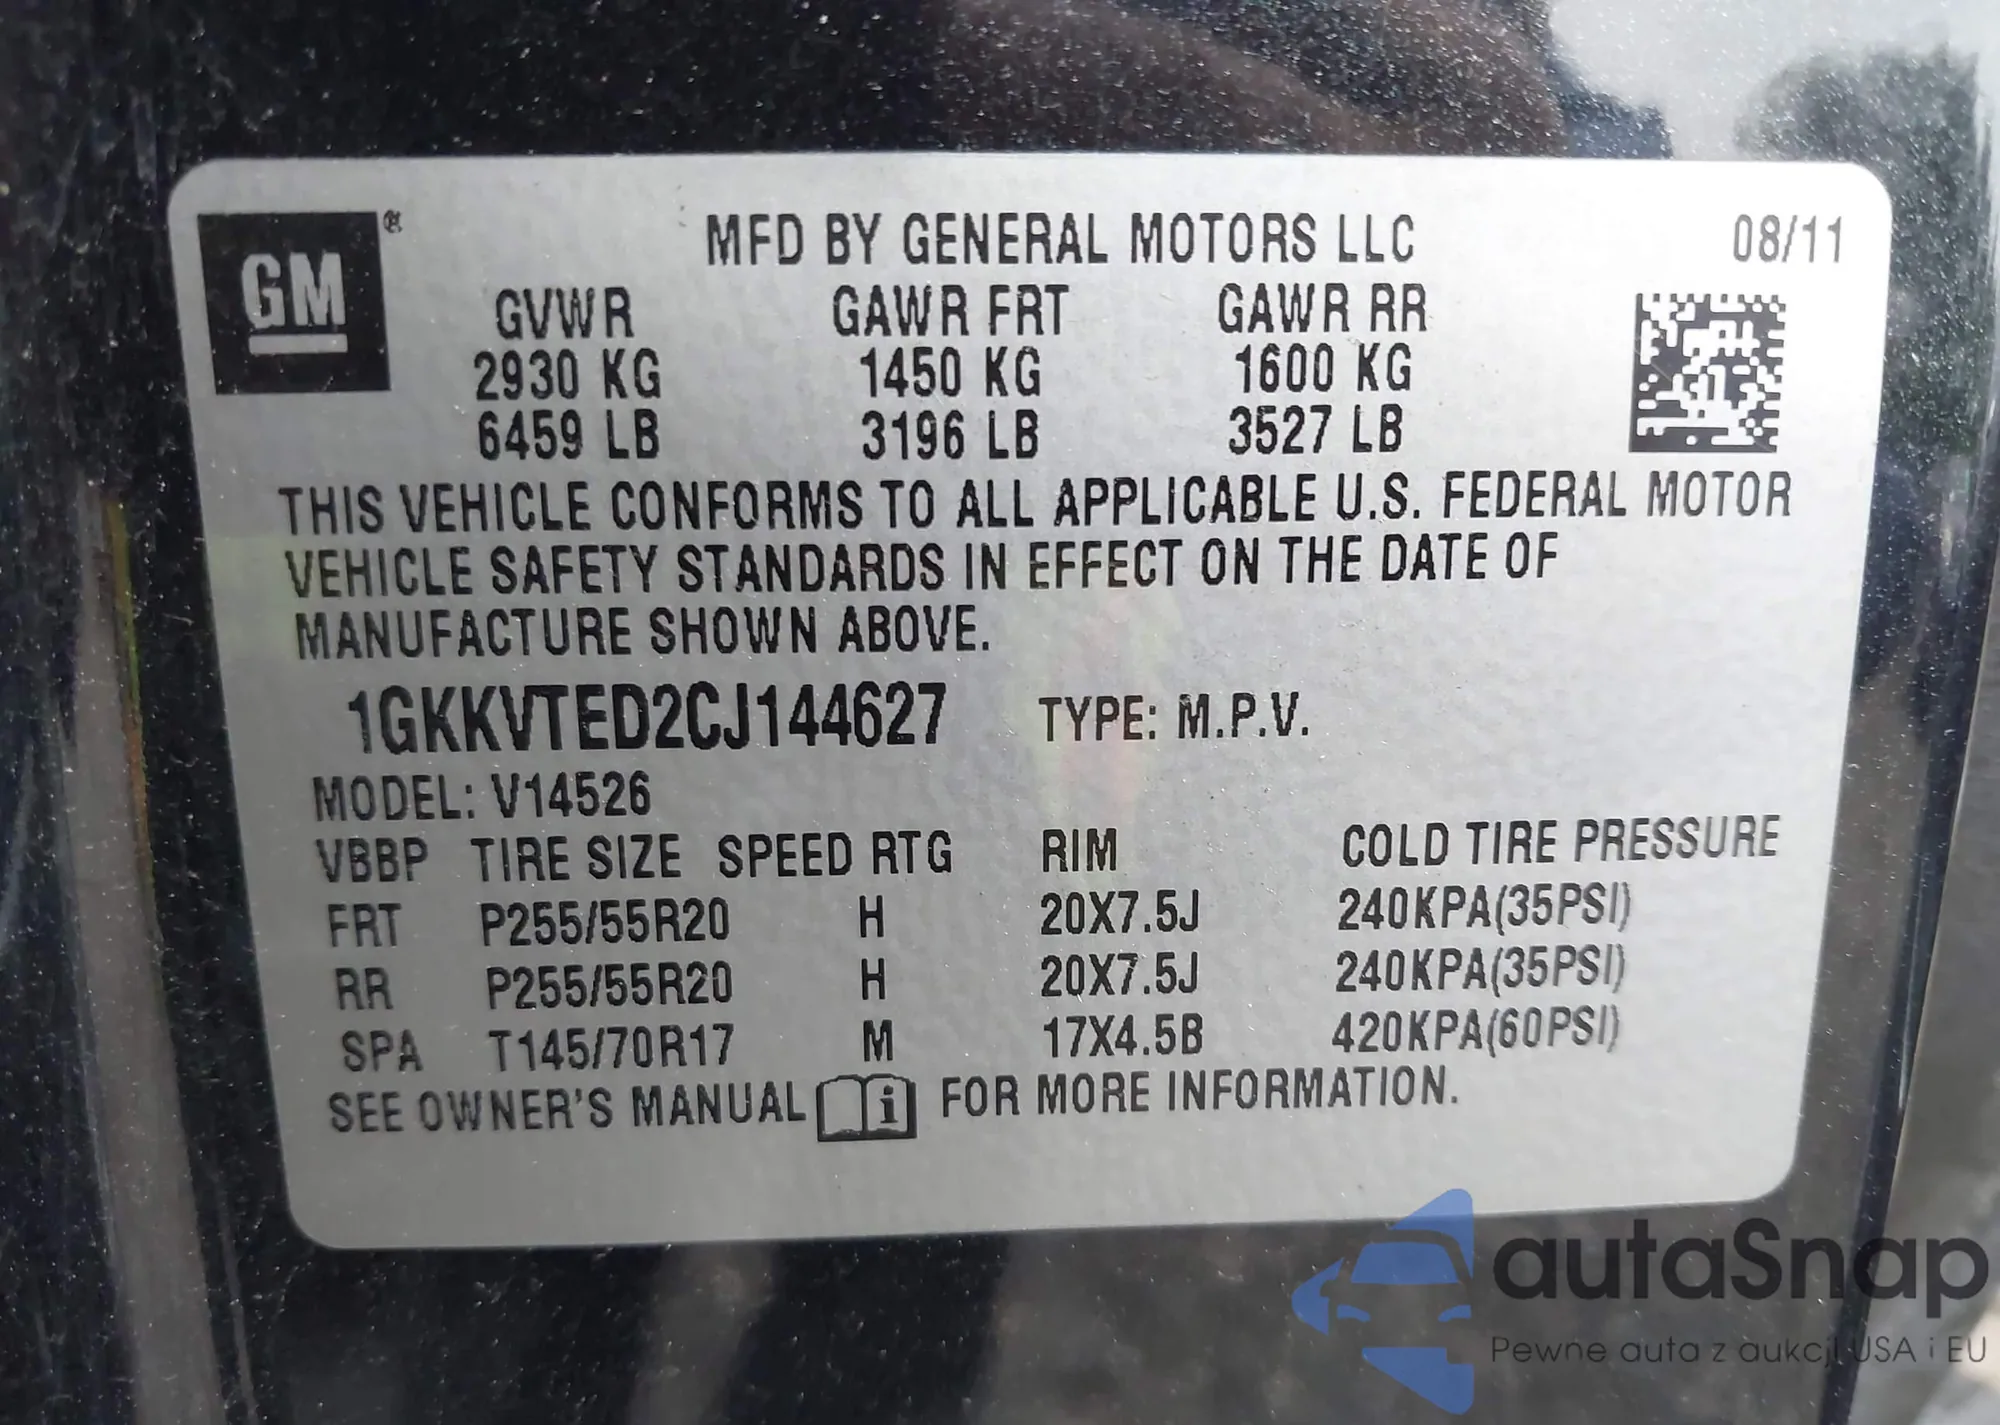 GM®
MFD BY GENERAL MOTORS LLC 08/11
GVWR GAWR FRT GAWR RR
2930 KG 1450 KG 1600 KG
6459 LB 3196 LB 3527 LB
THIS VEHICLE CONFORMS TO ALL APPLICABLE U.S. FEDERAL MOTOR
VEHICLE SAFETY STANDARDS IN EFFECT ON THE DATE OF
MANUFACTURE SHOWN ABOVE.
1GKKVTED2CJ144627 TYPE: M.P.V.
MODEL: V14526
VBBP TIRE SIZE SPEED RTG RIM COLD TIRE PRESSURE
FRT P255/55R20 H 20X7.5J 240KPA(35PSI)
RR P255/55R20 H 20X7.5J 240KPA(35PSI)
SPA T145/70R17 M 17X4.5B 420KPA(60PSI)
SEE OWNER'S MANUAL i FOR MORE INFORMATION.
autaSnap
Pewne auta z aukcji USA i EU